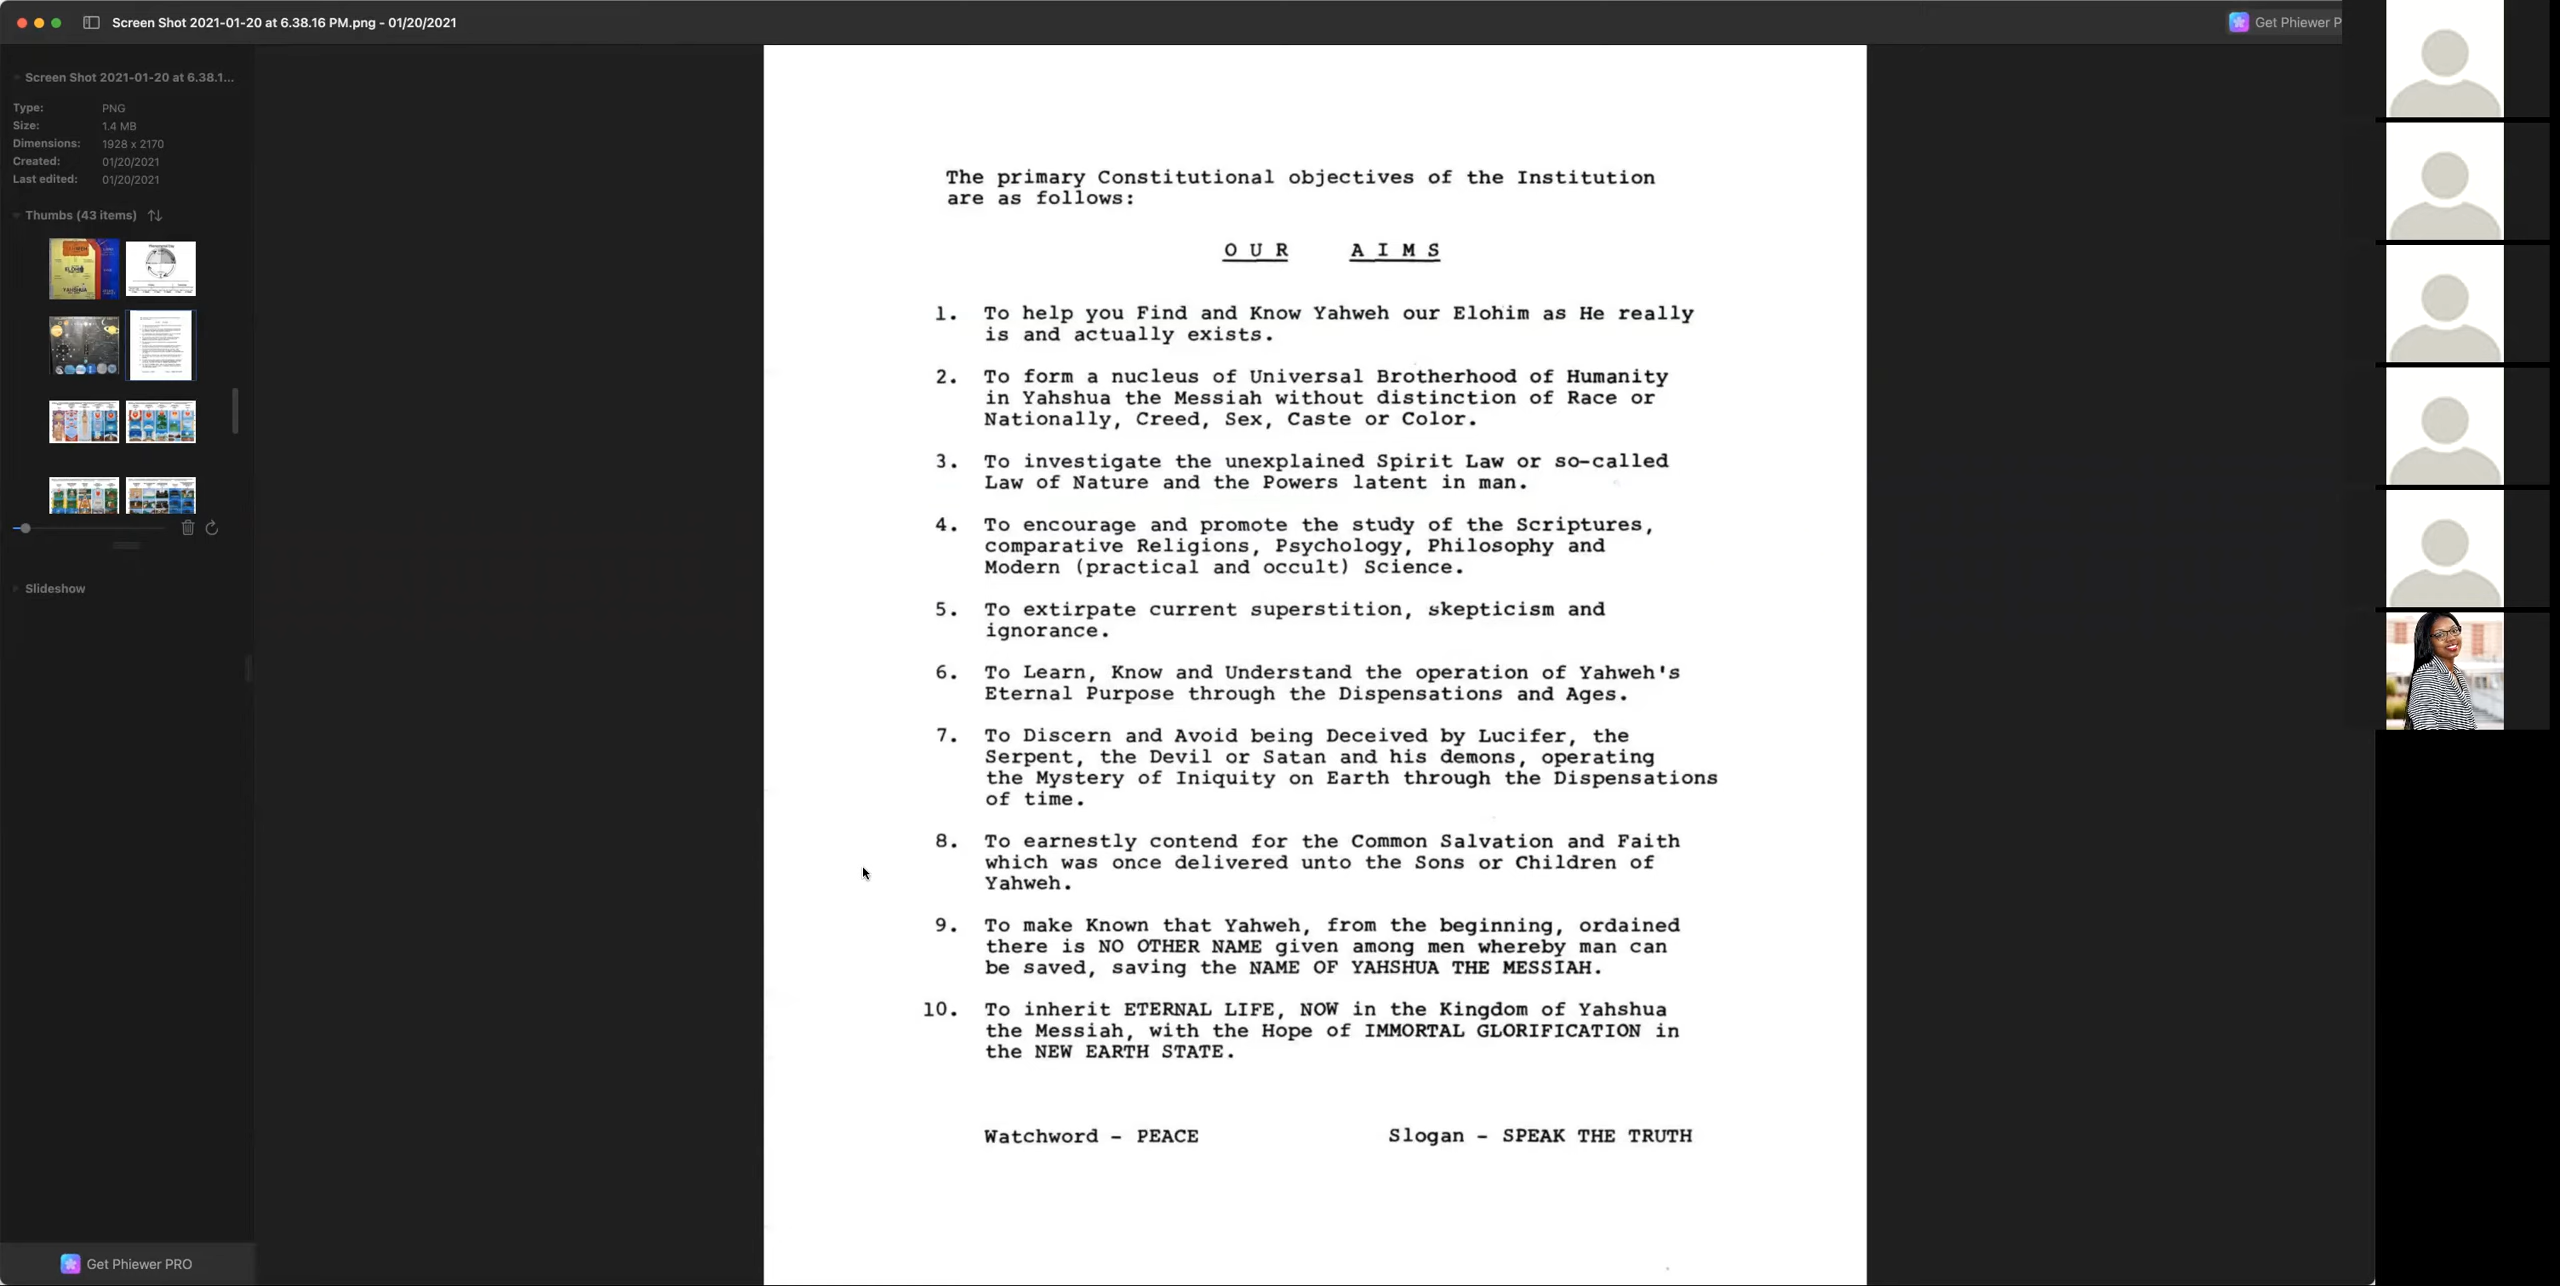 Screen Shot 2021-01-20 at 6.38.16 PM.png - 01/20/2021
Get Phiewer P
Screen Shot 2021-01-20 at 6.38.1...
Type: PNG
Size: 1.4 MB
Dimensions: 1928 x 2170
Created: 01/20/2021
Last edited: 01/20/2021
Thumbs (43 items)
Slideshow
Get Phiewer PRO
The primary Constitutional objectives of the Institution
are as follows:
OUR AIMS
1. To help you Find and Know Yahweh our Elohim as He really
is and actually exists.
2. To form a nucleus of Universal Brotherhood of Humanity
in Yahshua the Messiah without distinction of Race or
Nationally, Creed, Sex, Caste or Color.
3. To investigate the unexplained Spirit Law or so-called
Law of Nature and the Powers latent in man.
4. To encourage and promote the study of the Scriptures,
comparative Religions, Psychology, Philosophy and
Modern (practical and occult) Science.
5. To extirpate current superstition, skepticism and
ignorance.
6. To Learn, Know and Understand the operation of Yahweh's
Eternal Purpose through the Dispensations and Ages.
7. To Discern and Avoid being Deceived by Lucifer, the
Serpent, the Devil or Satan and his demons, operating
the Mystery of Iniquity on Earth through the Dispensations
of time.
8. To earnestly contend for the Common Salvation and Faith
which was once delivered unto the Sons or Children of
Yahweh.
9. To make Known that Yahweh, from the beginning, ordained
there is NO OTHER NAME given among men whereby man can
be saved, saving the NAME OF YAHSHUA THE MESSIAH.
10. To inherit ETERNAL LIFE, NOW in the Kingdom of Yahshua
the Messiah, with the Hope of IMMORTAL GLORIFICATION in
the NEW EARTH STATE.
Watchword - PEACE Slogan - SPEAK THE TRUTH